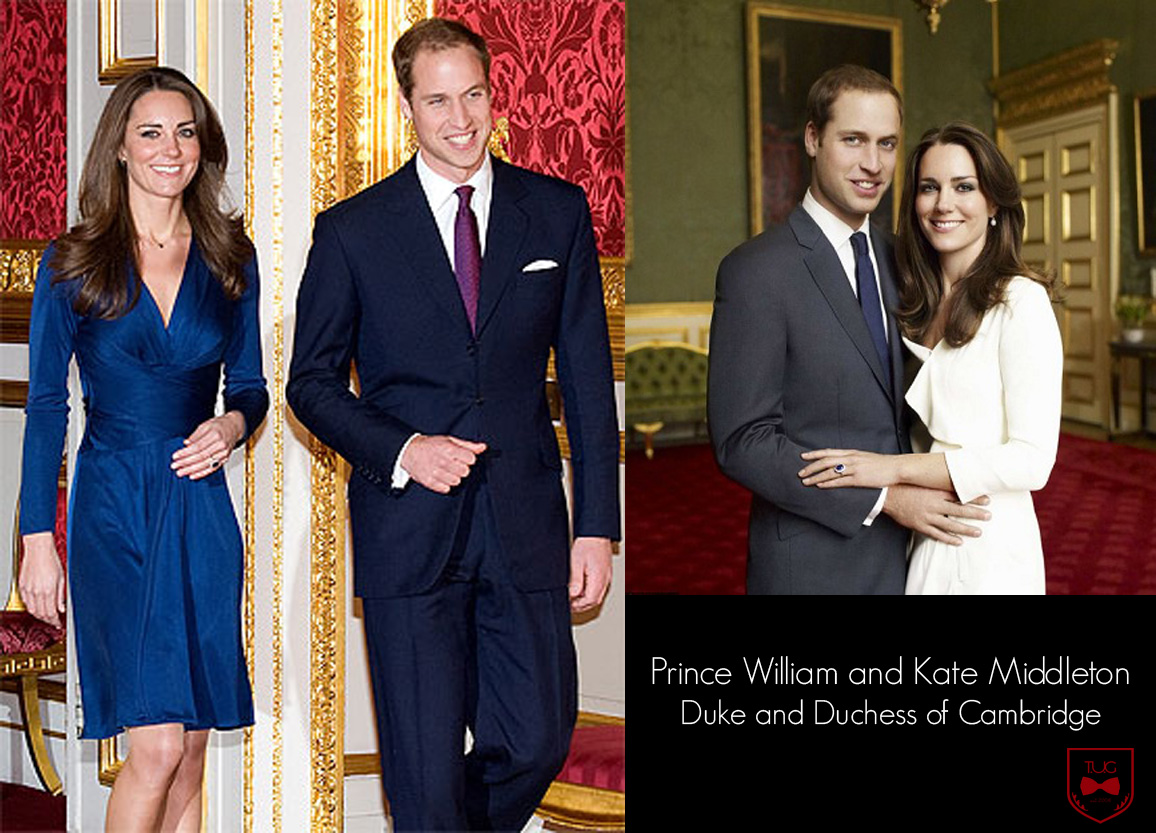 Prince William and Kate Middleton
Duke and Duchess of Cambridge
TUG